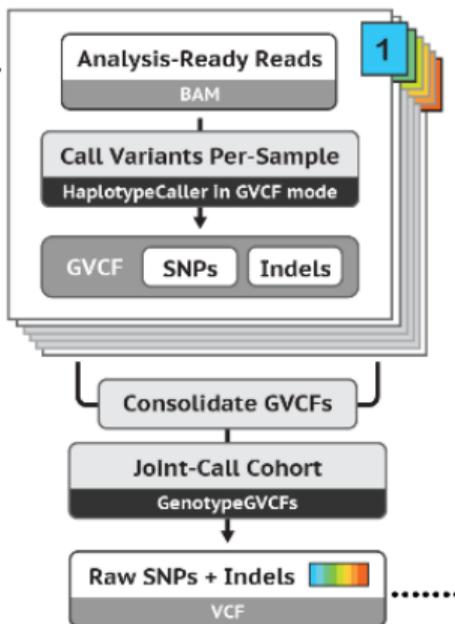 1
Analysis-Ready Reads
BAM
Call Variants Per-Sample
HaplotypeCaller in GVCF mode
GVCF SNPs Indels
Consolidate GVCFs
Joint-Call Cohort
GenotypeGVCFs
Raw SNPs + Indels
VCF